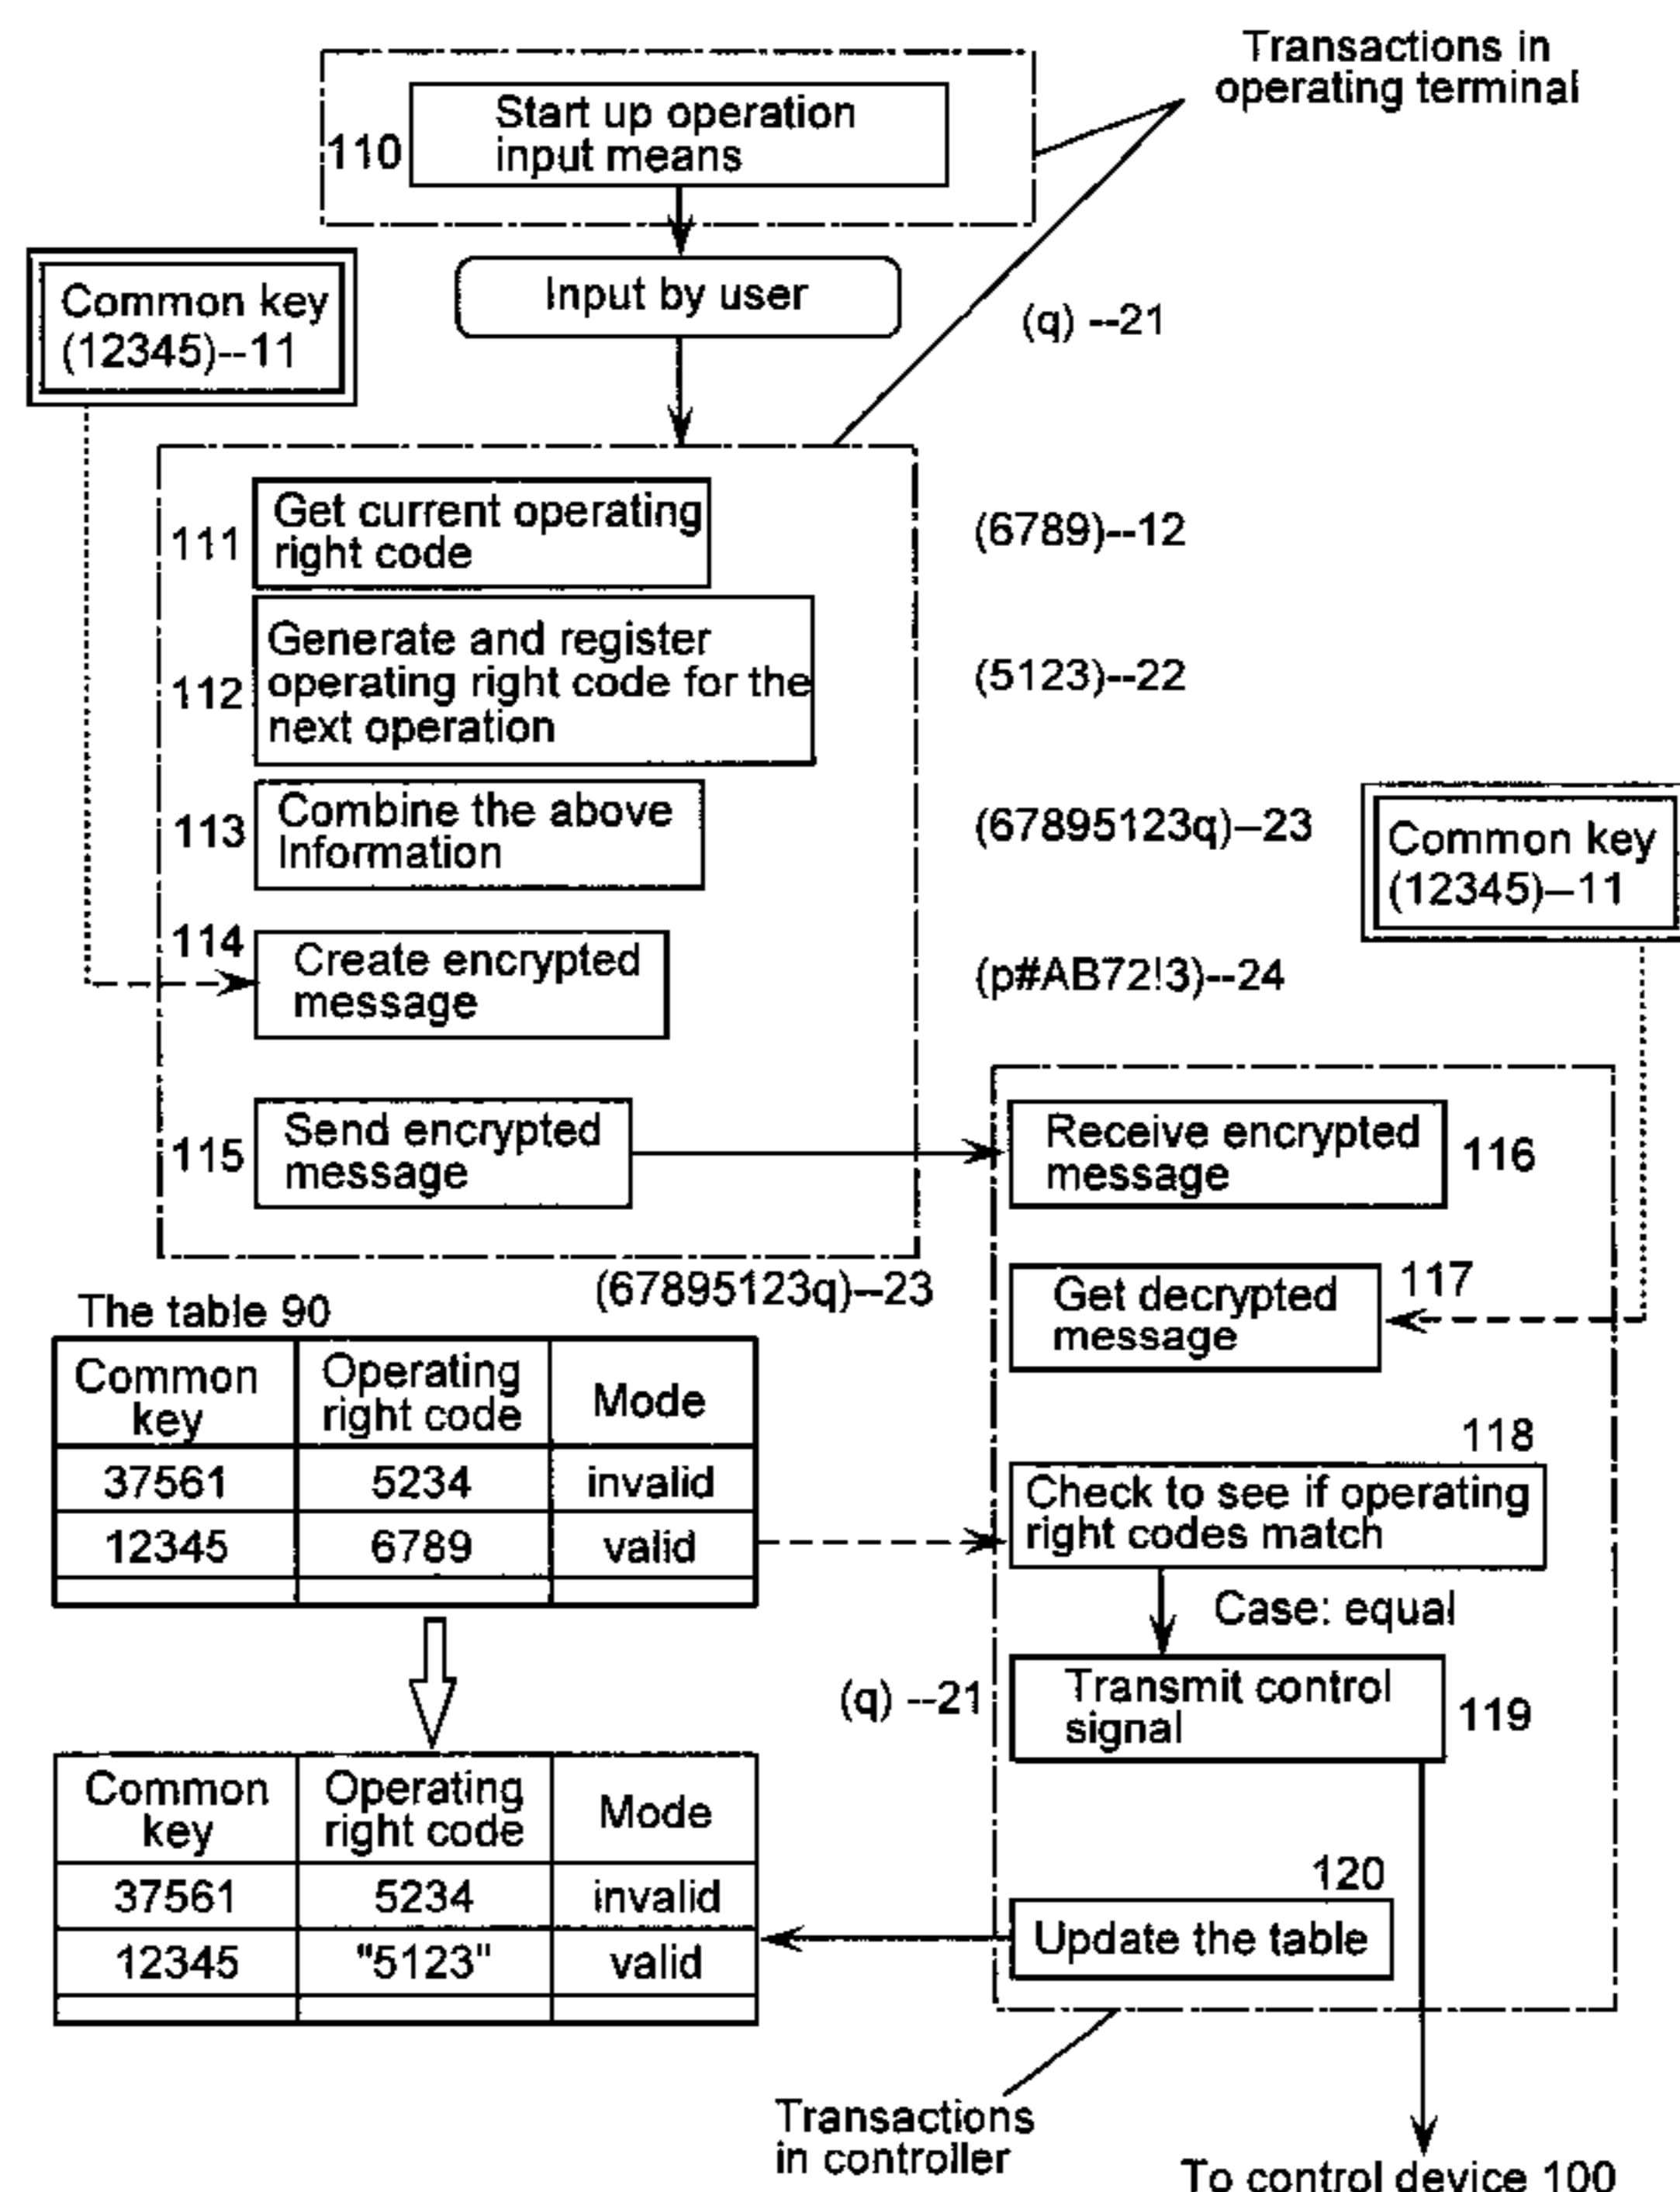 Transactions in
operating terminal
Start up operation
input means
110
Common key
(12345)--11
Input by user
(q) --21
111
Get current operating
right code
(6789)--12
112
Generate and register
operating right code for the
next operation
(5123)--22
113
Combine the above
Information
(67895123q)--23
Common key
(12345)--11
114
Create encrypted
message
(p#AB72!3)--24
115
Send encrypted
message
Receive encrypted
message
116
(67895123q)--23
Get decrypted
message
117
The table 90
Common key Operating right code Mode
37561 5234 invalid
12345 6789 valid
118
Check to see if operating
right codes match
Case: equal
(q) --21
Transmit control
signal
119
Common key Operating right code Mode
37561 5234 invalid
12345 "5123" valid
120
Update the table
Transactions
in controller
To control device 100